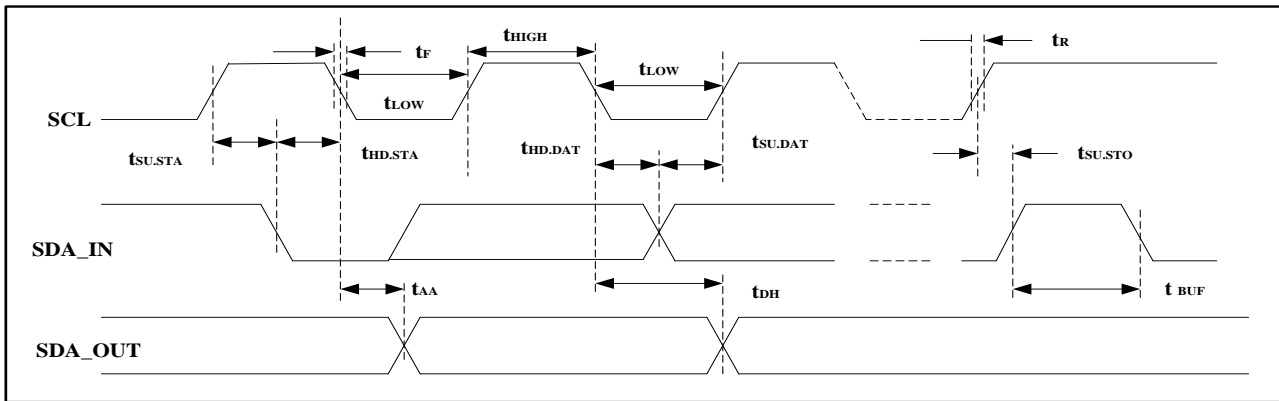 tF
tHIGH
tR
tLOW
tLOW
SCL
tSU.STA
tHD.STA
tHD.DAT
tSU.DAT
tSU.STO
SDA_IN
tAA
tDH
t BUF
SDA_OUT